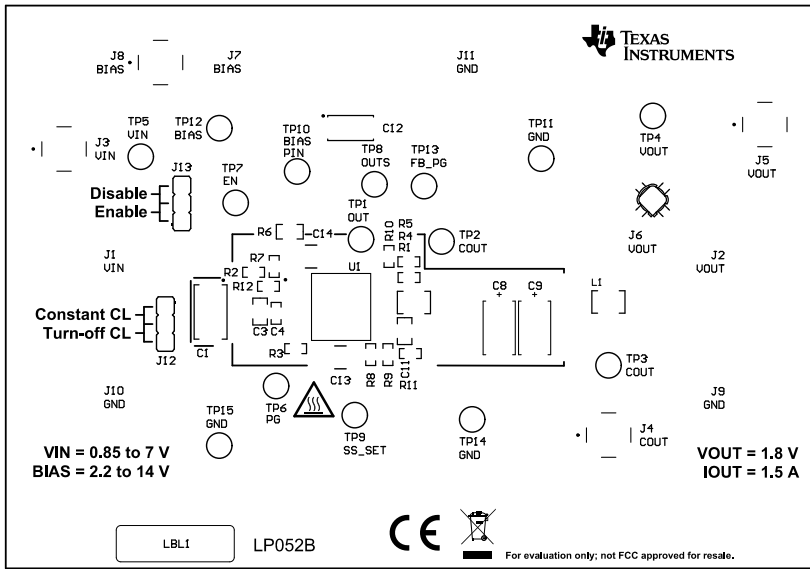 TEXAS
INSTRUMENTS
J8
BIAS
J7
BIAS
J11
GND
J3
VIN
TP5
VIN
TP12
BIAS
TP10
BIAS
PIN
C12
TP8
OUTS
TP13
FB_PG
TP11
GND
TP4
VOUT
J5
VOUT
J13
Disable
Enable
TP7
EN
TP1
OUT
TP2
COUT
J6
VOUT
R6
C14
R10
R5
R4
R1
J1
VIN
R7
R2
R12
U1
J2
VOUT
Constant CL
Turn-off CL
J12
C1
C3
C4
C8
+
C9
+
L1
R3
C13
R8
R9
C11
R11
TP3
COUT
J10
GND
TP6
PG
TP15
GND
TP9
SS_SET
TP14
GND
J4
COUT
J9
GND
VIN = 0.85 to 7 V
BIAS = 2.2 to 14 V
VOUT = 1.8 V
IOUT = 1.5 A
LBL1
LP052B
CE
For evaluation only; not FCC approved for resale.